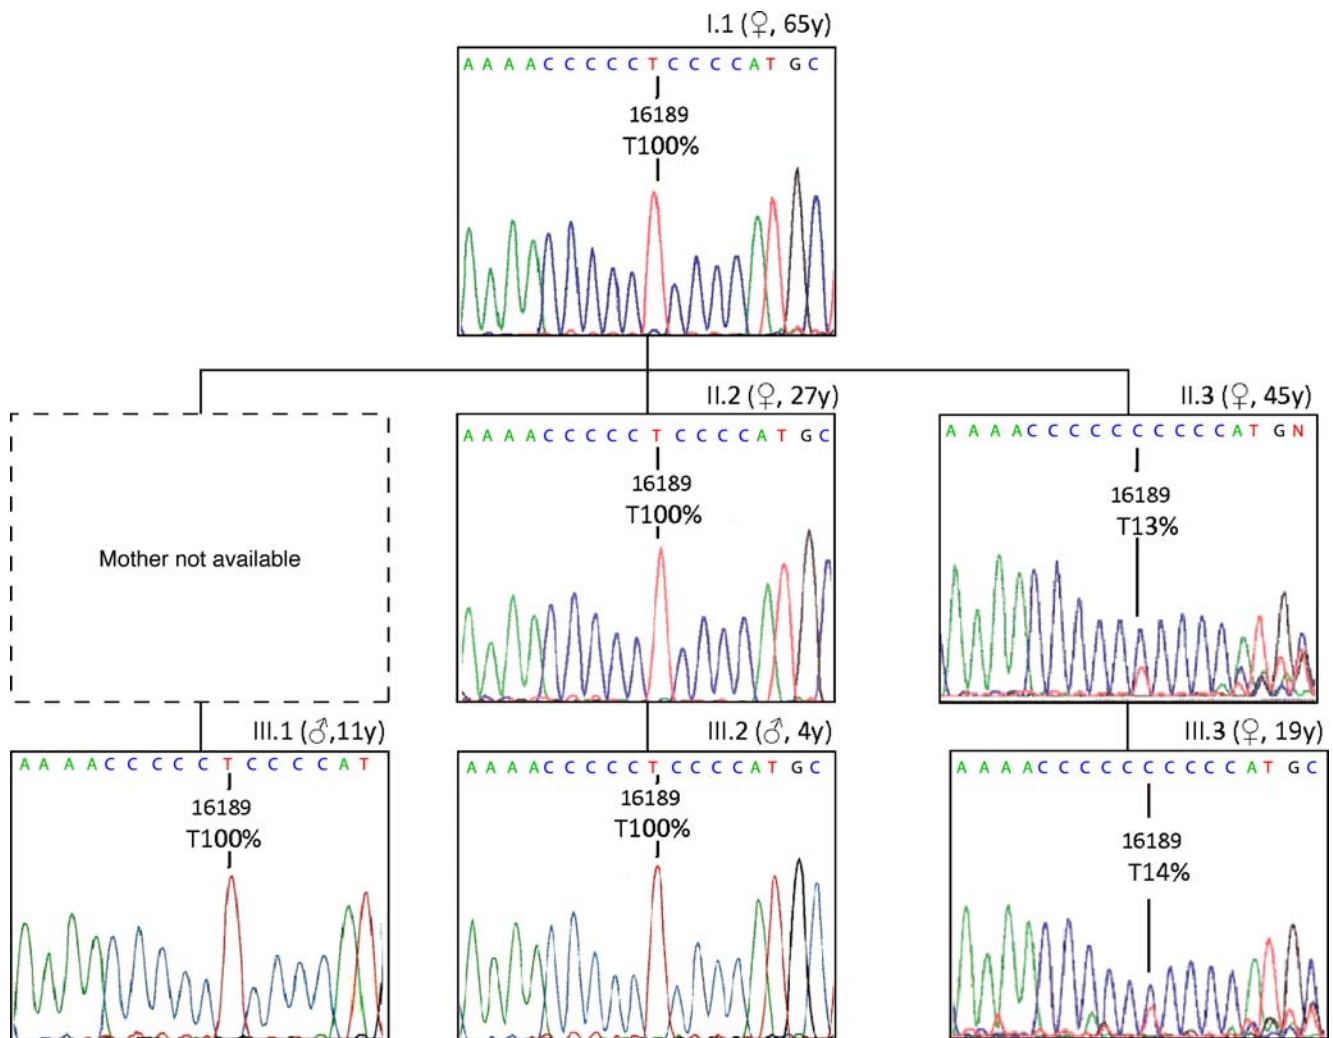 I.1 (♀, 65y)
A A A A C C C C C T C C C C A T G C
16189
T100%
II.2 (♀, 27y)
II.3 (♀, 45y)
A A A A C C C C C T C C C C A T G C
A A A A C C C C C C C C C C A T G N
16189
T100%
16189
T13%
Mother not available
III.1 (♂,11y)
III.2 (♂, 4y)
III.3 (♀, 19y)
A A A A C C C C C T C C C C A T
A A A A C C C C C T C C C C A T G C
A A A A C C C C C C C C C C A T G C
16189
T100%
16189
T100%
16189
T14%